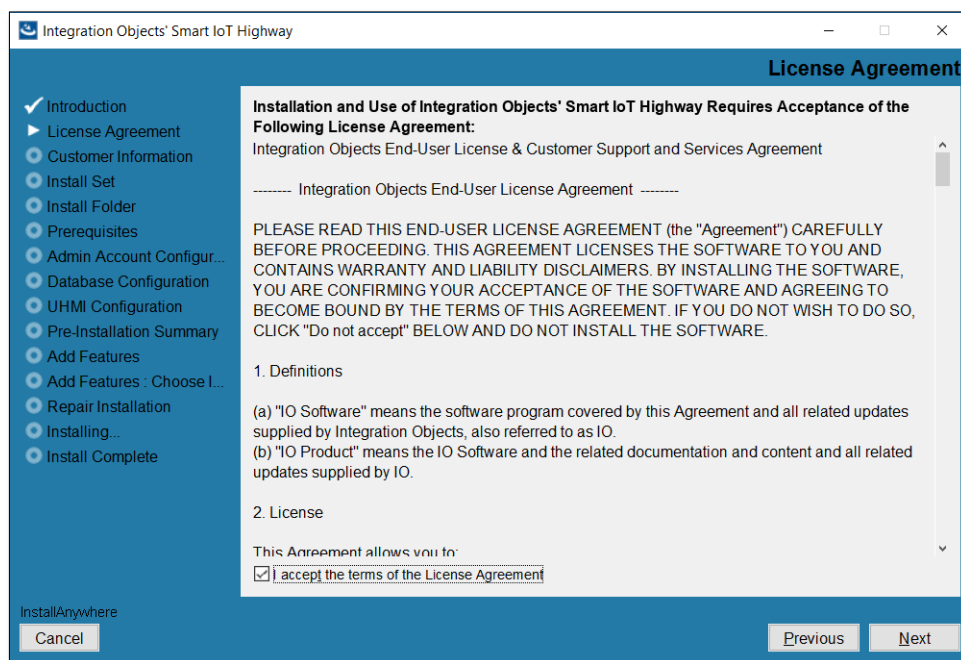 Integration Objects' Smart IoT Highway
License Agreement
Introduction
License Agreement
Customer Information
Install Set
Install Folder
Prerequisites
Admin Account Configur...
Database Configuration
UHMI Configuration
Pre-Installation Summary
Add Features
Add Features : Choose I...
Repair Installation
Installing...
Install Complete
Installation and Use of Integration Objects' Smart IoT Highway Requires Acceptance of the
Following License Agreement:
Integration Objects End-User License & Customer Support and Services Agreement
-------- Integration Objects End-User License Agreement --------
PLEASE READ THIS END-USER LICENSE AGREEMENT (the "Agreement") CAREFULLY
BEFORE PROCEEDING. THIS AGREEMENT LICENSES THE SOFTWARE TO YOU AND
CONTAINS WARRANTY AND LIABILITY DISCLAIMERS. BY INSTALLING THE SOFTWARE,
YOU ARE CONFIRMING YOUR ACCEPTANCE OF THE SOFTWARE AND AGREEING TO
BECOME BOUND BY THE TERMS OF THIS AGREEMENT. IF YOU DO NOT WISH TO DO SO,
CLICK "Do not accept" BELOW AND DO NOT INSTALL THE SOFTWARE.
1. Definitions
(a) "IO Software" means the software program covered by this Agreement and all related updates
supplied by Integration Objects, also referred to as IO.
(b) "IO Product" means the IO Software and the related documentation and content and all related
updates supplied by IO.
2. License
This Agreement allows you to:
I accept the terms of the License Agreement
InstallAnywhere
Cancel
Previous
Next